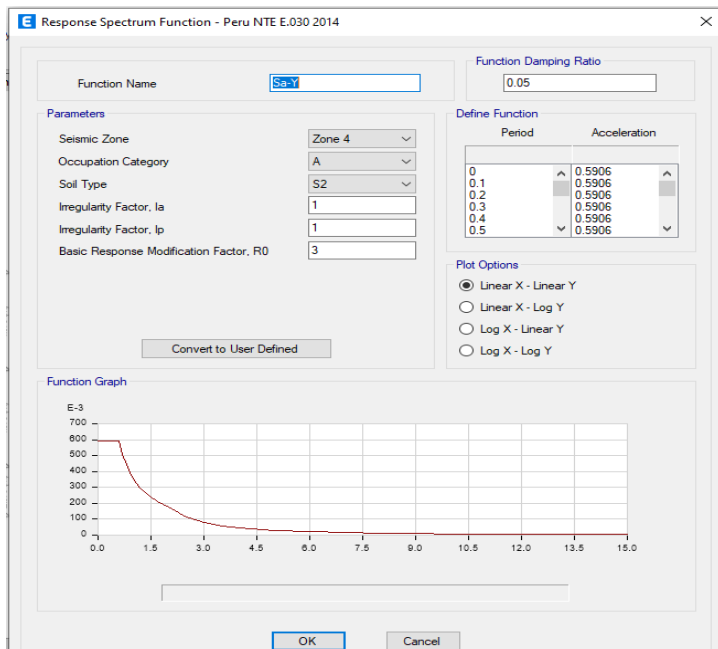 E Response Spectrum Function - Peru NTE E.030 2014
Function Name Sa-Y
Function Damping Ratio
0.05
Parameters
Seismic Zone Zone 4
Occupation Category A
Soil Type S2
Irregularity Factor, Ia 1
Irregularity Factor, Ip 1
Basic Response Modification Factor, R0 3
Convert to User Defined
Define Function
Period Acceleration
0 0.5906
0.1 0.5906
0.2 0.5906
0.3 0.5906
0.4 0.5906
0.5 0.5906
Plot Options
Linear X - Linear Y
Linear X - Log Y
Log X - Linear Y
Log X - Log Y
Function Graph
E-3
700
600
500
400
300
200
100
0
0.0 1.5 3.0 4.5 6.0 7.5 9.0 10.5 12.0 13.5 15.0
OK Cancel